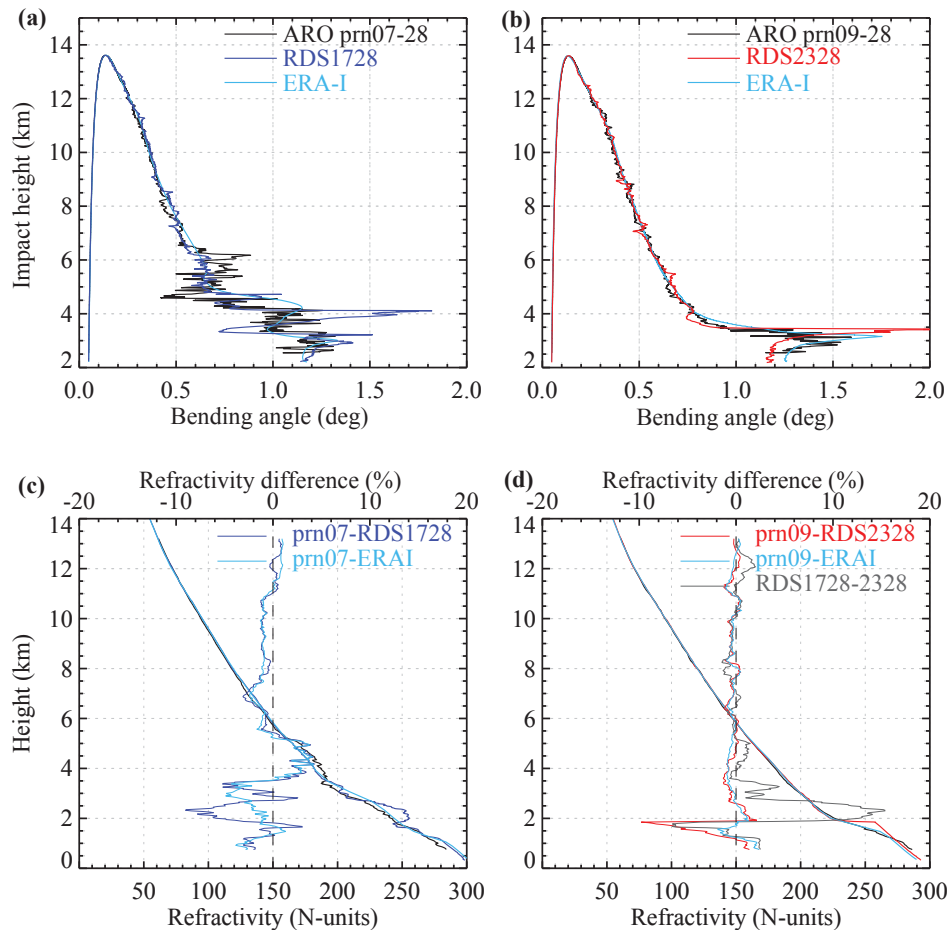 (a)
ARO prn07-28
RDS1728
ERA-I
14
12
10
8
6
4
2
Impact height (km)
0.0 0.5 1.0 1.5 2.0
Bending angle (deg)
(b)
ARO prn09-28
RDS2328
ERA-I
14
12
10
8
6
4
2
0.0 0.5 1.0 1.5 2.0
Bending angle (deg)
(c)
Refractivity difference (%)
-20 -10 0 10 20
prn07-RDS1728
prn07-ERAI
14
12
10
8
6
4
2
0
Height (km)
50 100 150 200 250 300
Refractivity (N-units)
(d)
Refractivity difference (%)
-20 -10 0 10 20
prn09-RDS2328
prn09-ERAI
RDS1728-2328
14
12
10
8
6
4
2
0
50 100 150 200 250 300
Refractivity (N-units)